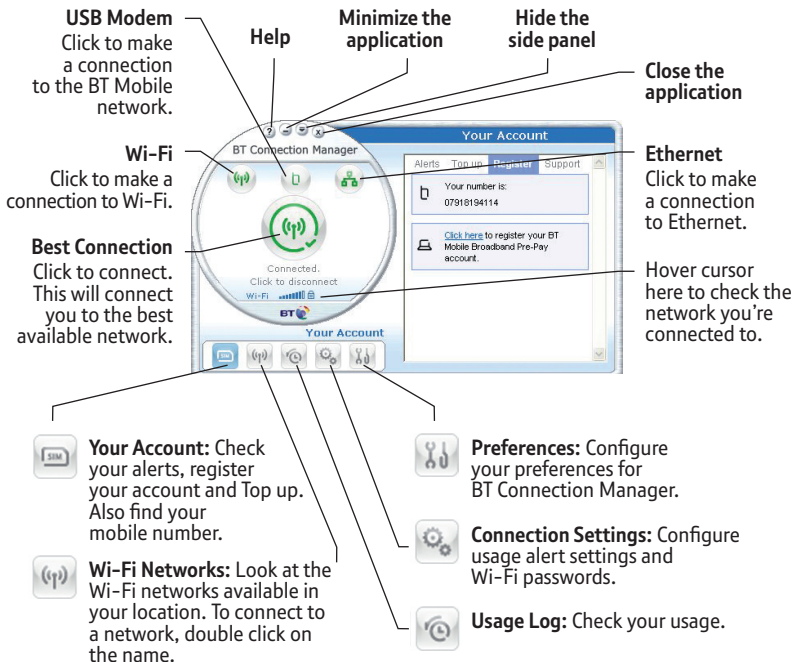 USB Modem
Click to make
a connection
to the BT Mobile
network.
Help
Minimize the
application
Hide the
side panel
Close the
application
Wi-Fi
Click to make a
connection to Wi-Fi.
Best Connection
Click to connect.
This will connect
you to the best
available network.
Ethernet
Click to make
a connection
to Ethernet.
Hover cursor
here to check the
network you're
connected to.
? – x
BT Connection Manager
Connected.
Click to disconnect
Wi-Fi
BT
Your Account
Your Account
Alerts Top up Register Support
Your number is:
07918194114
Click here to register your BT
Mobile Broadband Pre-Pay
account.
SIM
Your Account: Check
your alerts, register
your account and Top up.
Also find your
mobile number.
Wi-Fi Networks: Look at the
Wi-Fi networks available in
your location. To connect to
a network, double click on
the name.
Preferences: Configure
your preferences for
BT Connection Manager.
Connection Settings: Configure
usage alert settings and
Wi-Fi passwords.
Usage Log: Check your usage.